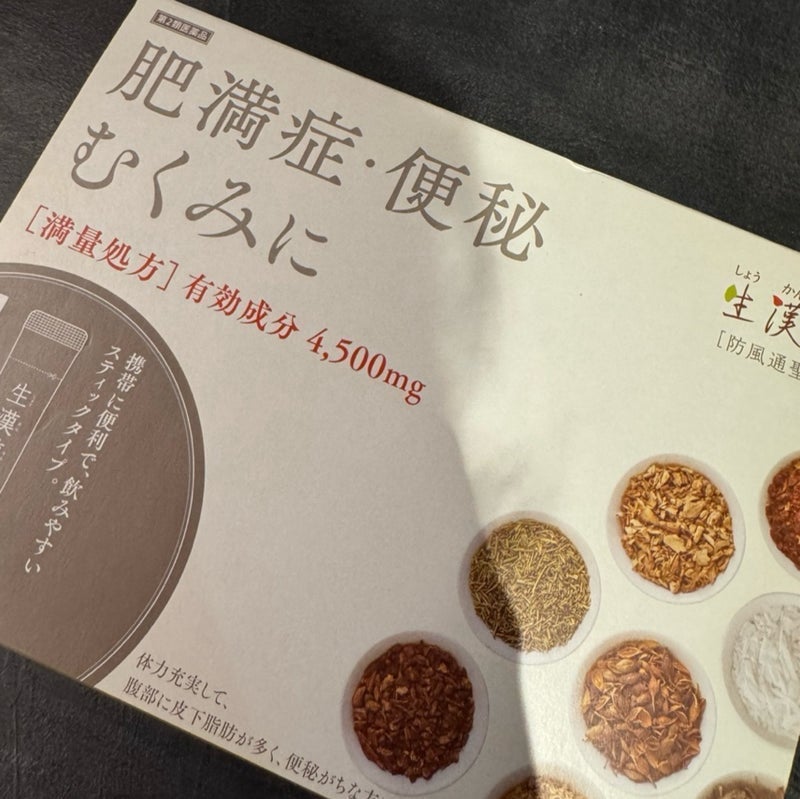 第2類医薬品
肥満症・便秘
むくみに
[満量処方]有効成分 4,500mg
しょう か
生漢
[防風通聖
携帯に便利で、飲みやすい
スティックタイプ。
生漢
体力充実して、
腹部に皮下脂肪が多く、便秘がちな方